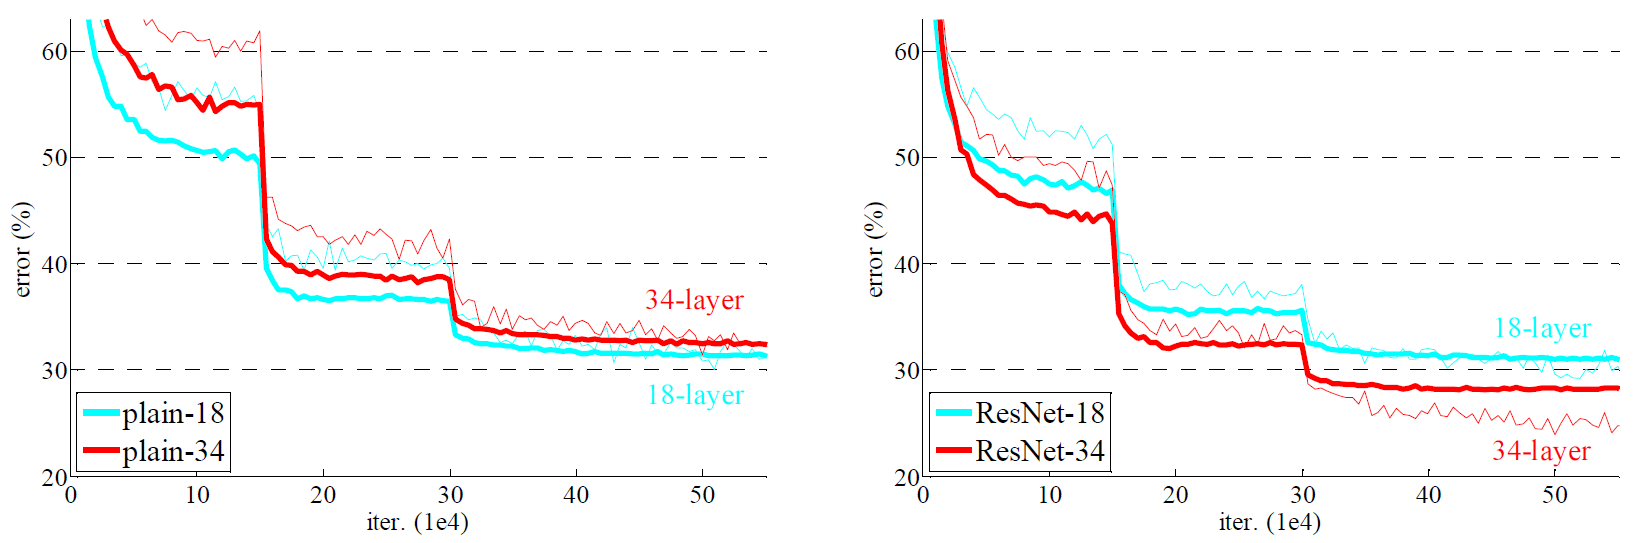 60
50
40
30
20
error (%)
34-layer
18-layer
plain-18
plain-34
0 10 20 30 40 50
iter. (1e4)
60
50
40
30
20
error (%)
18-layer
34-layer
ResNet-18
ResNet-34
0 10 20 30 40 50
iter. (1e4)